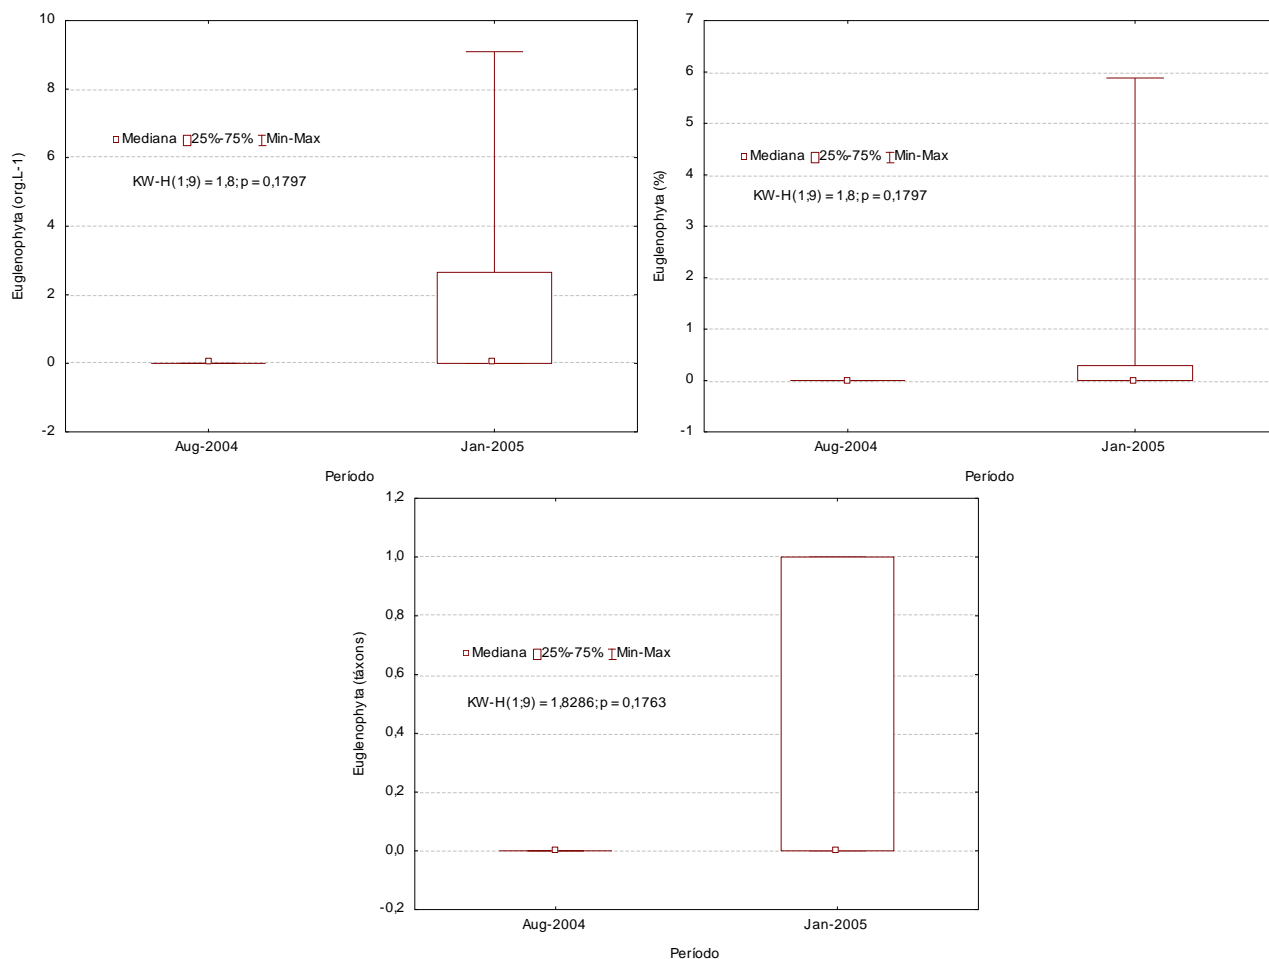 10
8
6
4
2
0
-2
Euglenophyta (org.L-1)
Mediana 25%-75% Min-Max
KW-H(1;9) = 1,8; p = 0,1797
Aug-2004 Jan-2005
Período
7
6
5
4
3
2
1
0
-1
Euglenophyta (%)
Mediana 25%-75% Min-Max
KW-H(1;9) = 1,8; p = 0,1797
Aug-2004 Jan-2005
Período
1,2
1,0
0,8
0,6
0,4
0,2
0,0
-0,2
Euglenophyta (táxons)
Mediana 25%-75% Min-Max
KW-H(1;9) = 1,8286; p = 0,1763
Aug-2004 Jan-2005
Período